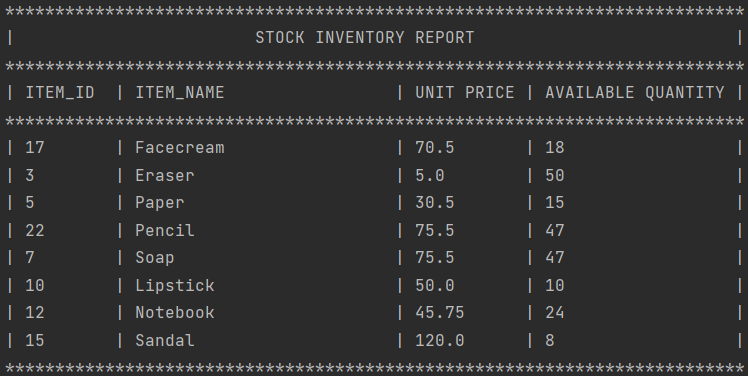 **************************************************************************
|                        STOCK INVENTORY REPORT                          |
**************************************************************************
| ITEM_ID  | ITEM_NAME                 | UNIT PRICE | AVAILABLE QUANTITY |
**************************************************************************
| 17       | Facecream                 | 70.5       | 18                 |
| 3        | Eraser                    | 5.0        | 50                 |
| 5        | Paper                     | 30.5       | 15                 |
| 22       | Pencil                    | 75.5       | 47                 |
| 7        | Soap                      | 75.5       | 47                 |
| 10       | Lipstick                  | 50.0       | 10                 |
| 12       | Notebook                  | 45.75      | 24                 |
| 15       | Sandal                    | 120.0      | 8                  |
**************************************************************************